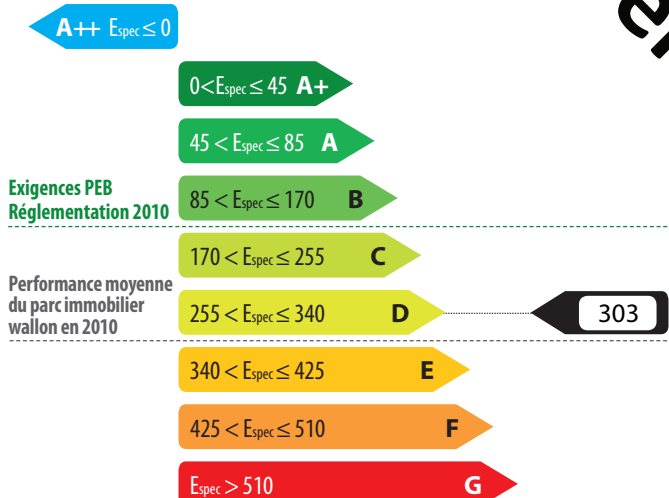 A++ Espec ≤ 0
0<Espec ≤ 45 A+
45 < Espec ≤ 85 A
Exigences PEB
Réglementation 2010
85 < Espec ≤ 170 B
170 < Espec ≤ 255 C
Performance moyenne
du parc immobilier
wallon en 2010
255 < Espec ≤ 340 D
303
340 < Espec ≤ 425 E
425 < Espec ≤ 510 F
Espec > 510 G